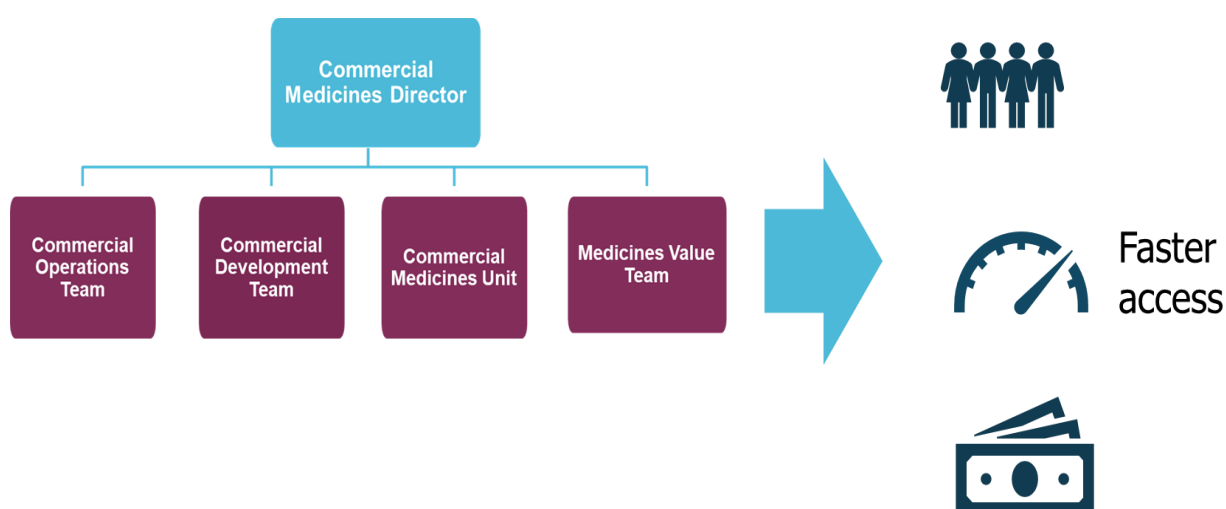 Commercial
Medicines Director
Commercial
Operations
Team
Commercial
Development
Team
Commercial
Medicines Unit
Medicines Value
Team
Faster
access